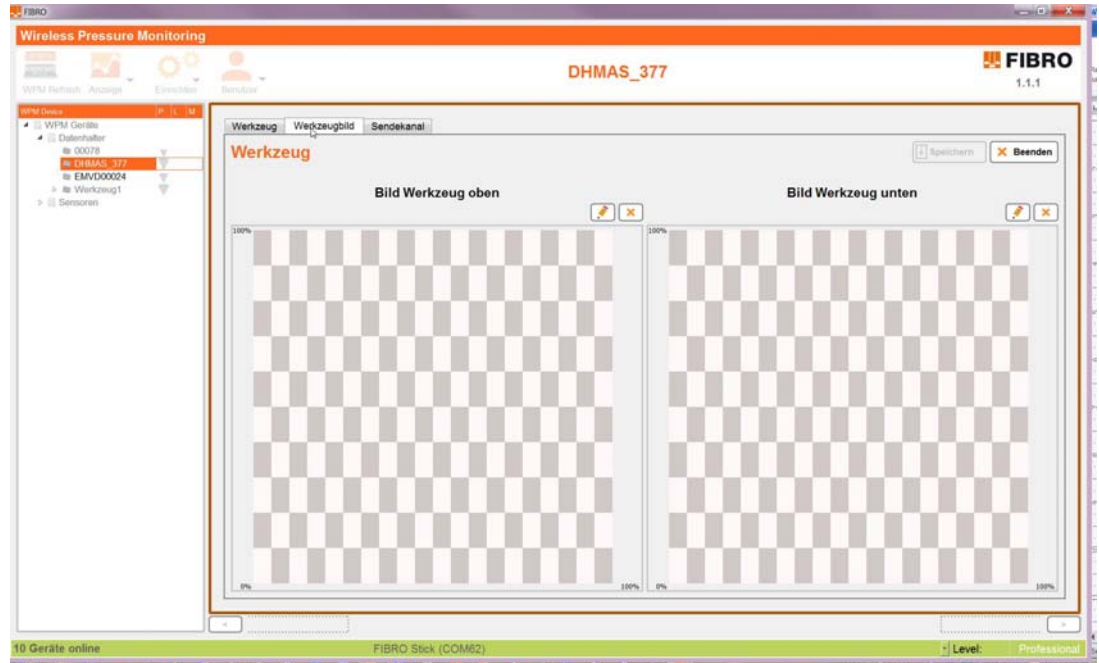 FIBRO
Wireless Pressure Monitoring
WPM Refresh Anzeige Einrichten Benutzer
DHMAS_377
FIBRO
1.1.1
WPM Device P L M
WPM Geräte
Datenhalter
00078
DHMAS_377
EMVD00024
Werkzeug1
Sensoren
Werkzeug Werkzeugbild Sendekanal
Werkzeug
Speichern Beenden
Bild Werkzeug oben Bild Werkzeug unten
100% 100%
0% 100% 0% 100%
10 Geräte online FIBRO Stick (COM62) Level: Professional